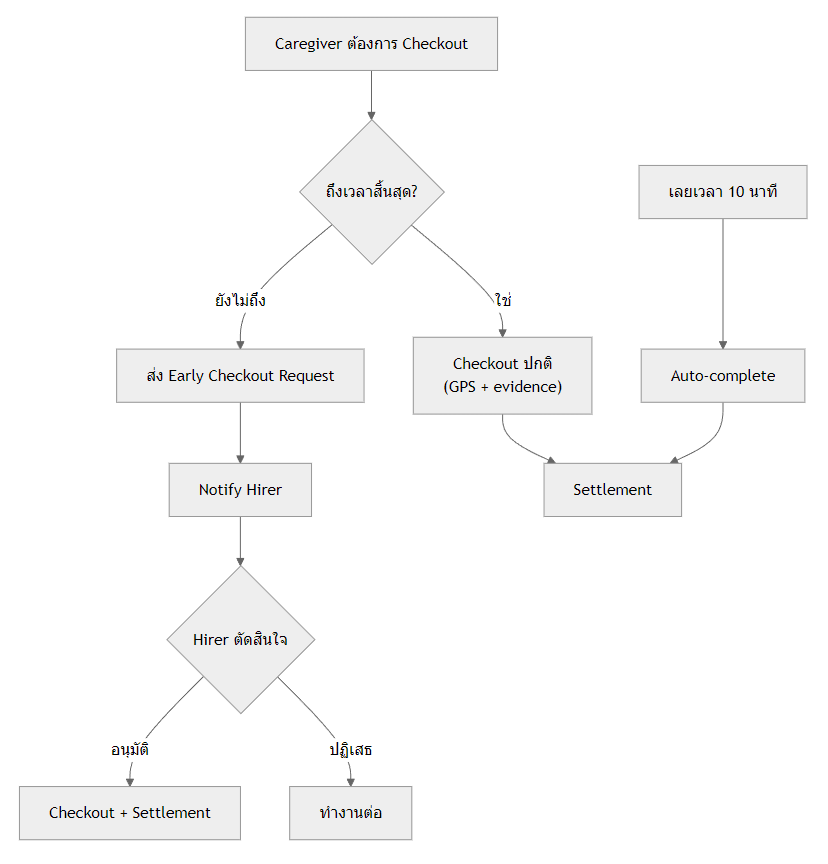 Caregiver ต้องการ Checkout
ถึงเวลาสิ้นสุด?
เลยเวลา 10 นาที
ยังไม่ถึง
ใช่
ส่ง Early Checkout Request
Checkout ปกติ
(GPS + evidence)
Auto-complete
Notify Hirer
Settlement
Hirer ตัดสินใจ
อนุมัติ
ปฏิเสธ
Checkout + Settlement
ทำงานต่อ